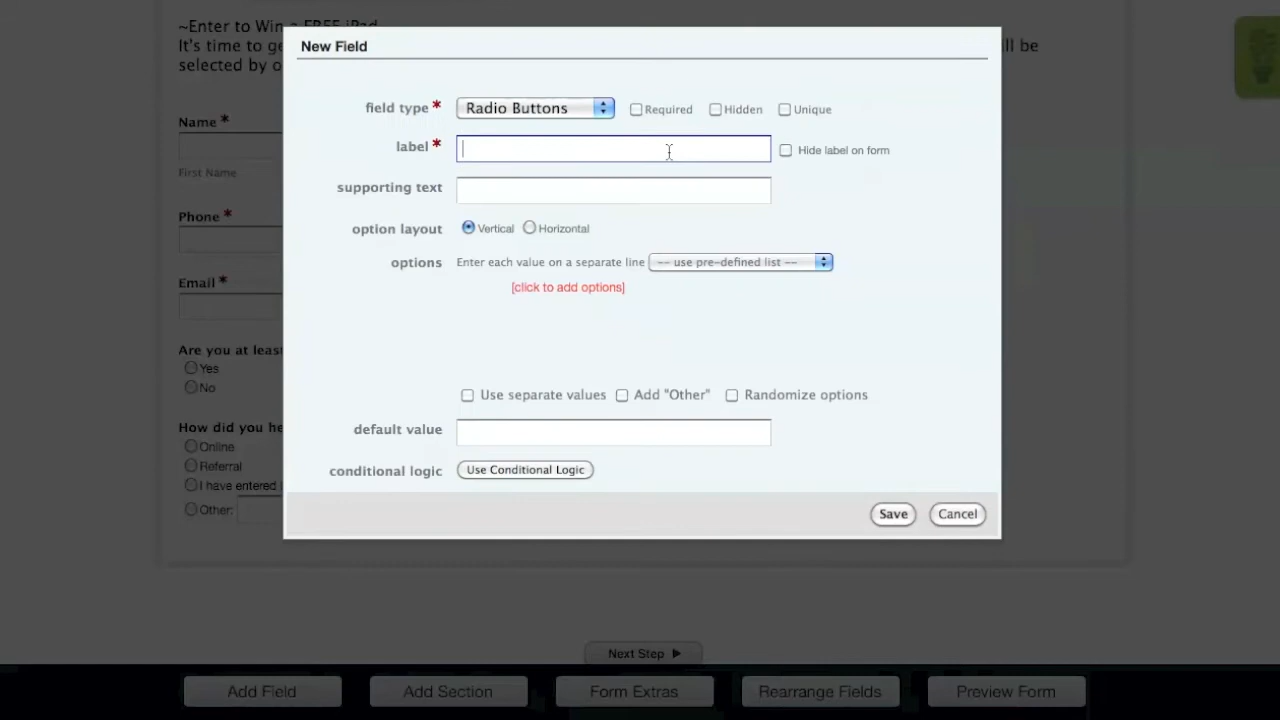 ~Enter to Win a FREE iPad
It's time to ge
ll be
selected by o
New Field
field type* Radio Buttons Required Hidden Unique
label* Hide label on form
supporting text
option layout Vertical Horizontal
options Enter each value on a separate line -- use pre-defined list --
[click to add options]
Use separate values Add "Other" Randomize options
default value
conditional logic Use Conditional Logic
Save Cancel
Name *
First Name
Phone *
Email *
Are you at least
Yes
No
How did you he
Online
Referral
I have entered
Other:
Next Step ▶
Add Field Add Section Form Extras Rearrange Fields Preview Form